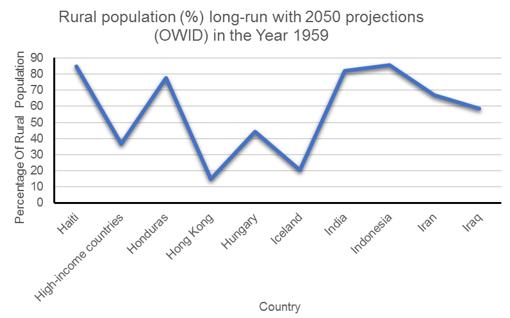 Rural population (%) long-run with 2050 projections
(OWID) in the Year 1959
Percentage Of Rural Population
90
80
70
60
50
40
30
20
10
0
Haiti
High-income countries
Honduras
Hong Kong
Hungary
Iceland
India
Indonesia
Iran
Iraq
Country